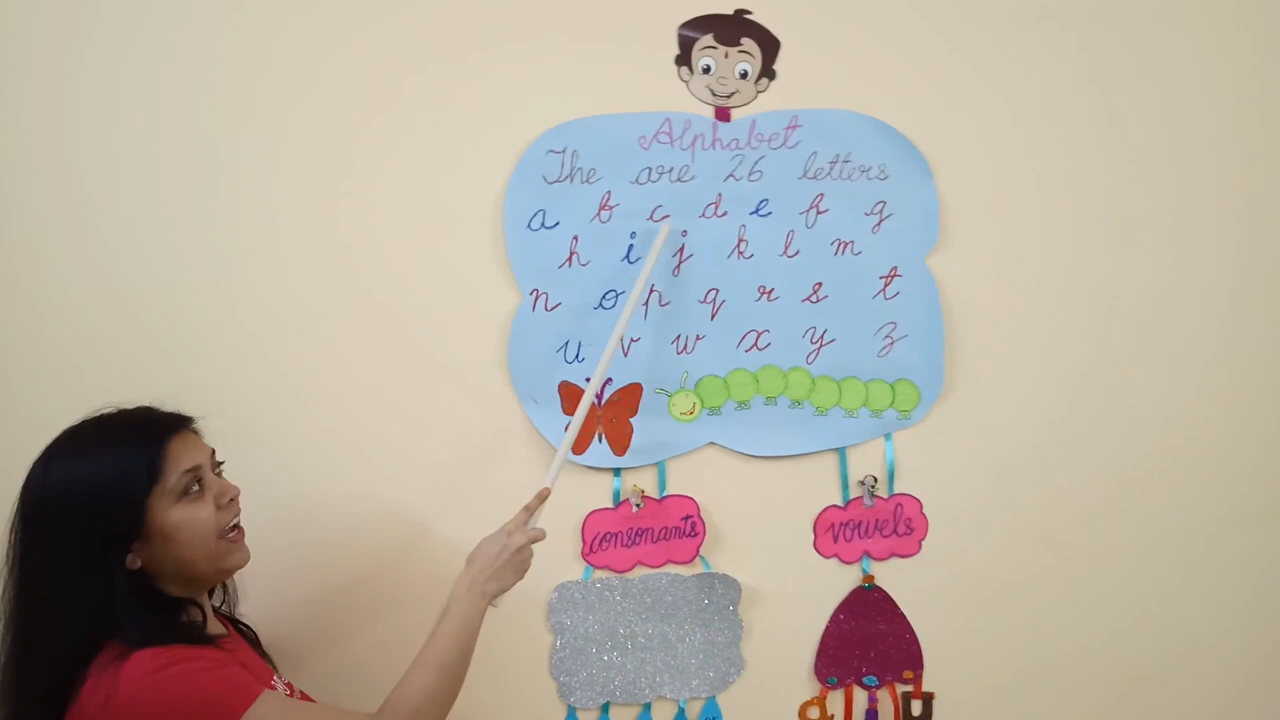 Alphabet
The are 26 letters
a b c d e f g
h i j k l m
n o p q r s t
u v w x y z
consonants vowels
a u